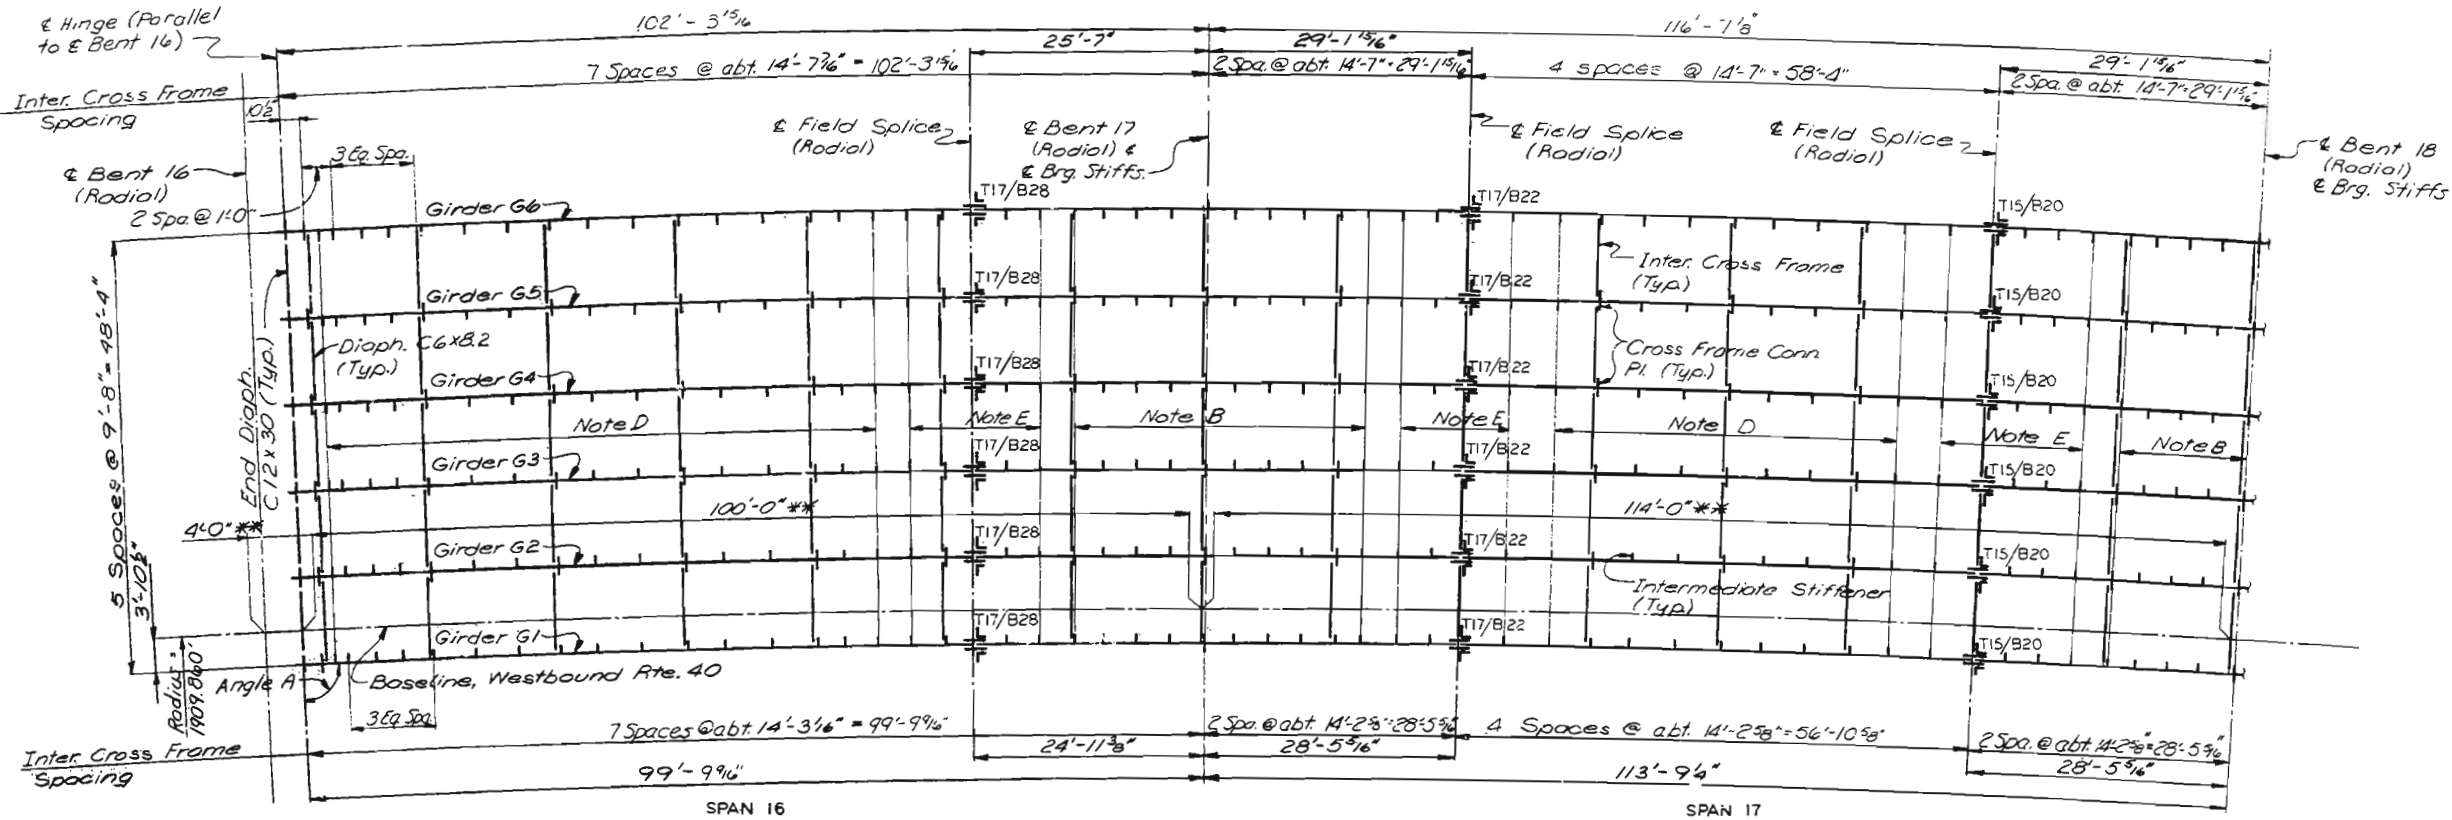 ℄ Hinge (Parallel
to ℄ Bent 16)
102'- 3 15/16"
116'-7 1/8"
25'-7"
29'-1 15/16"
29'-1 15/16"
7 Spaces @ abt. 14'-7 7/16" = 102'-3 15/16"
2 Spa. @ abt. 14'-7" = 29'-1 15/16"
4 spaces @ 14'-7" = 58'-4"
2 Spa. @ abt. 14'-7" = 29'-1 15/16"
Inter. Cross Frame
Spacing
10 1/2"
3 Eq. Spa.
℄ Bent 16
(Radial)
2 Spa. @ 1'-0"
℄ Field Splice
(Radial)
℄ Bent 17
(Radial) &
℄ Brg. Stiffs.
℄ Field Splice
(Radial)
℄ Field Splice
(Radial)
℄ Bent 18
(Radial)
℄ Brg. Stiffs
Girder G6
T17/B28
T17/B22
T15/B20
Inter. Cross Frame
(Typ.)
Girder G5
T17/B28
T17/B22
T15/B20
Diaph. C6x8.2
(Typ.)
Cross Frame Conn
Pl. (Typ.)
Girder G4
T17/B28
T17/B22
T15/B20
5 Spaces @ 9'-8" = 48'-4"
End Diaph.
C12x30 (Typ.)
Note D
Note E
Note B
Note E
Note D
Note E
Note B
Girder G3
T17/B28
T17/B22
T15/B20
4'-0" **
100'-0" **
114'-0" **
Girder G2
T17/B28
T17/B22
T15/B20
Intermediate Stiffener
(Typ.)
3'-10 1/2"
Radius =
1909.860'
Girder G1
T17/B28
T17/B22
T15/B20
Angle A
Baseline, Westbound Rte. 40
3 Eq. Spa.
Inter. Cross Frame
Spacing
7 Spaces @ abt. 14'-3 1/16" = 99'-9 9/16"
2 Spa. @ abt. 14'-2 5/8" = 28'-5 5/16"
4 Spaces @ abt. 14'-2 5/8" = 56'-10 5/8"
2 Spa. @ abt. 14'-2 5/8" = 28'-5 5/16"
24'-11 3/8"
28'-5 5/16"
28'-5 5/16"
99'-9 9/16"
113'-9 1/4"
SPAN 16
SPAN 17